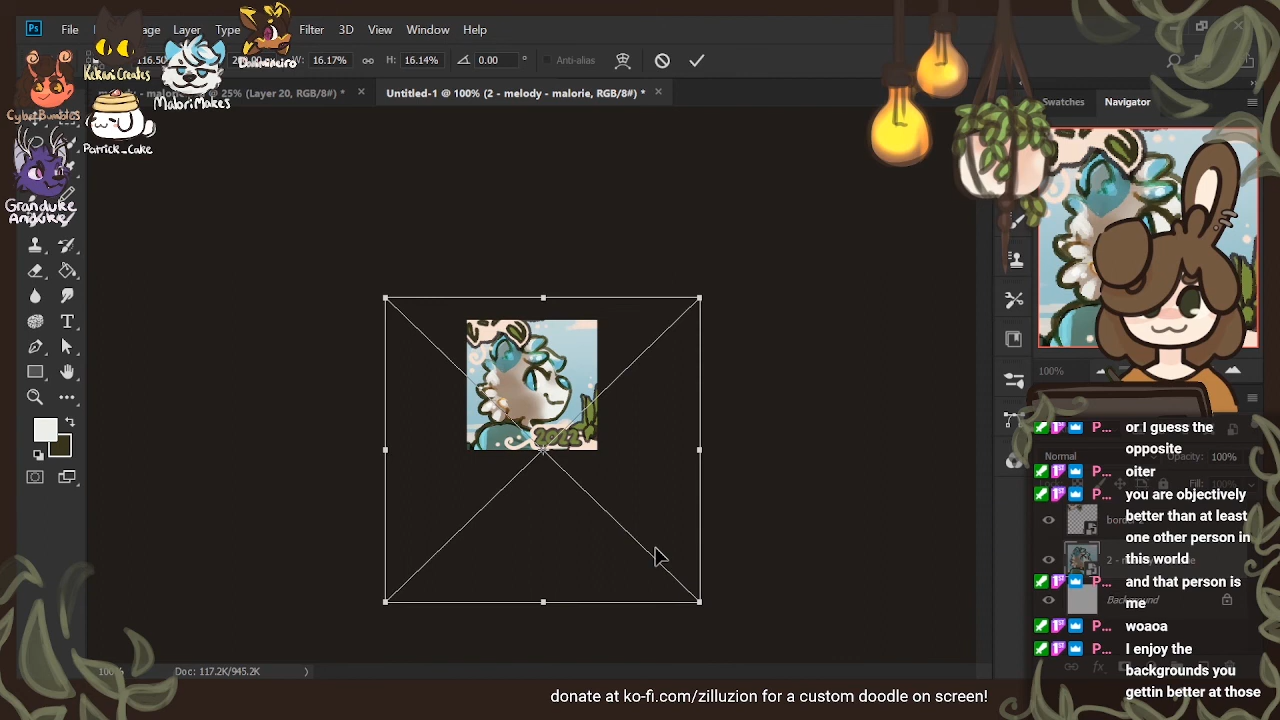 Ps File Layer Type Filter 3D View Window Help
KekaniCreates
MaloriMakes
W: 16.17% H: 16.14% 0.00 ° Anti-alias
@ 25% (Layer 20, RGB/8#) * Untitled-1 @ 100% (2 - melody - malorie, RGB/8#) *
Swatches Navigator
CyberBumbles
Patrick_Cake
Granduke
2022
100%
or I guess the
opposite
Normal Opacity: 100%
oiter
P... you are objectively
better than at least
one other person in
this world
P... and that person is
me
Background
P... woaoa
P... I enjoy the
backgrounds you
gettin better at those
Doc: 117.2K/945.2K
donate at ko-fi.com/zilluzion for a custom doodle on screen!